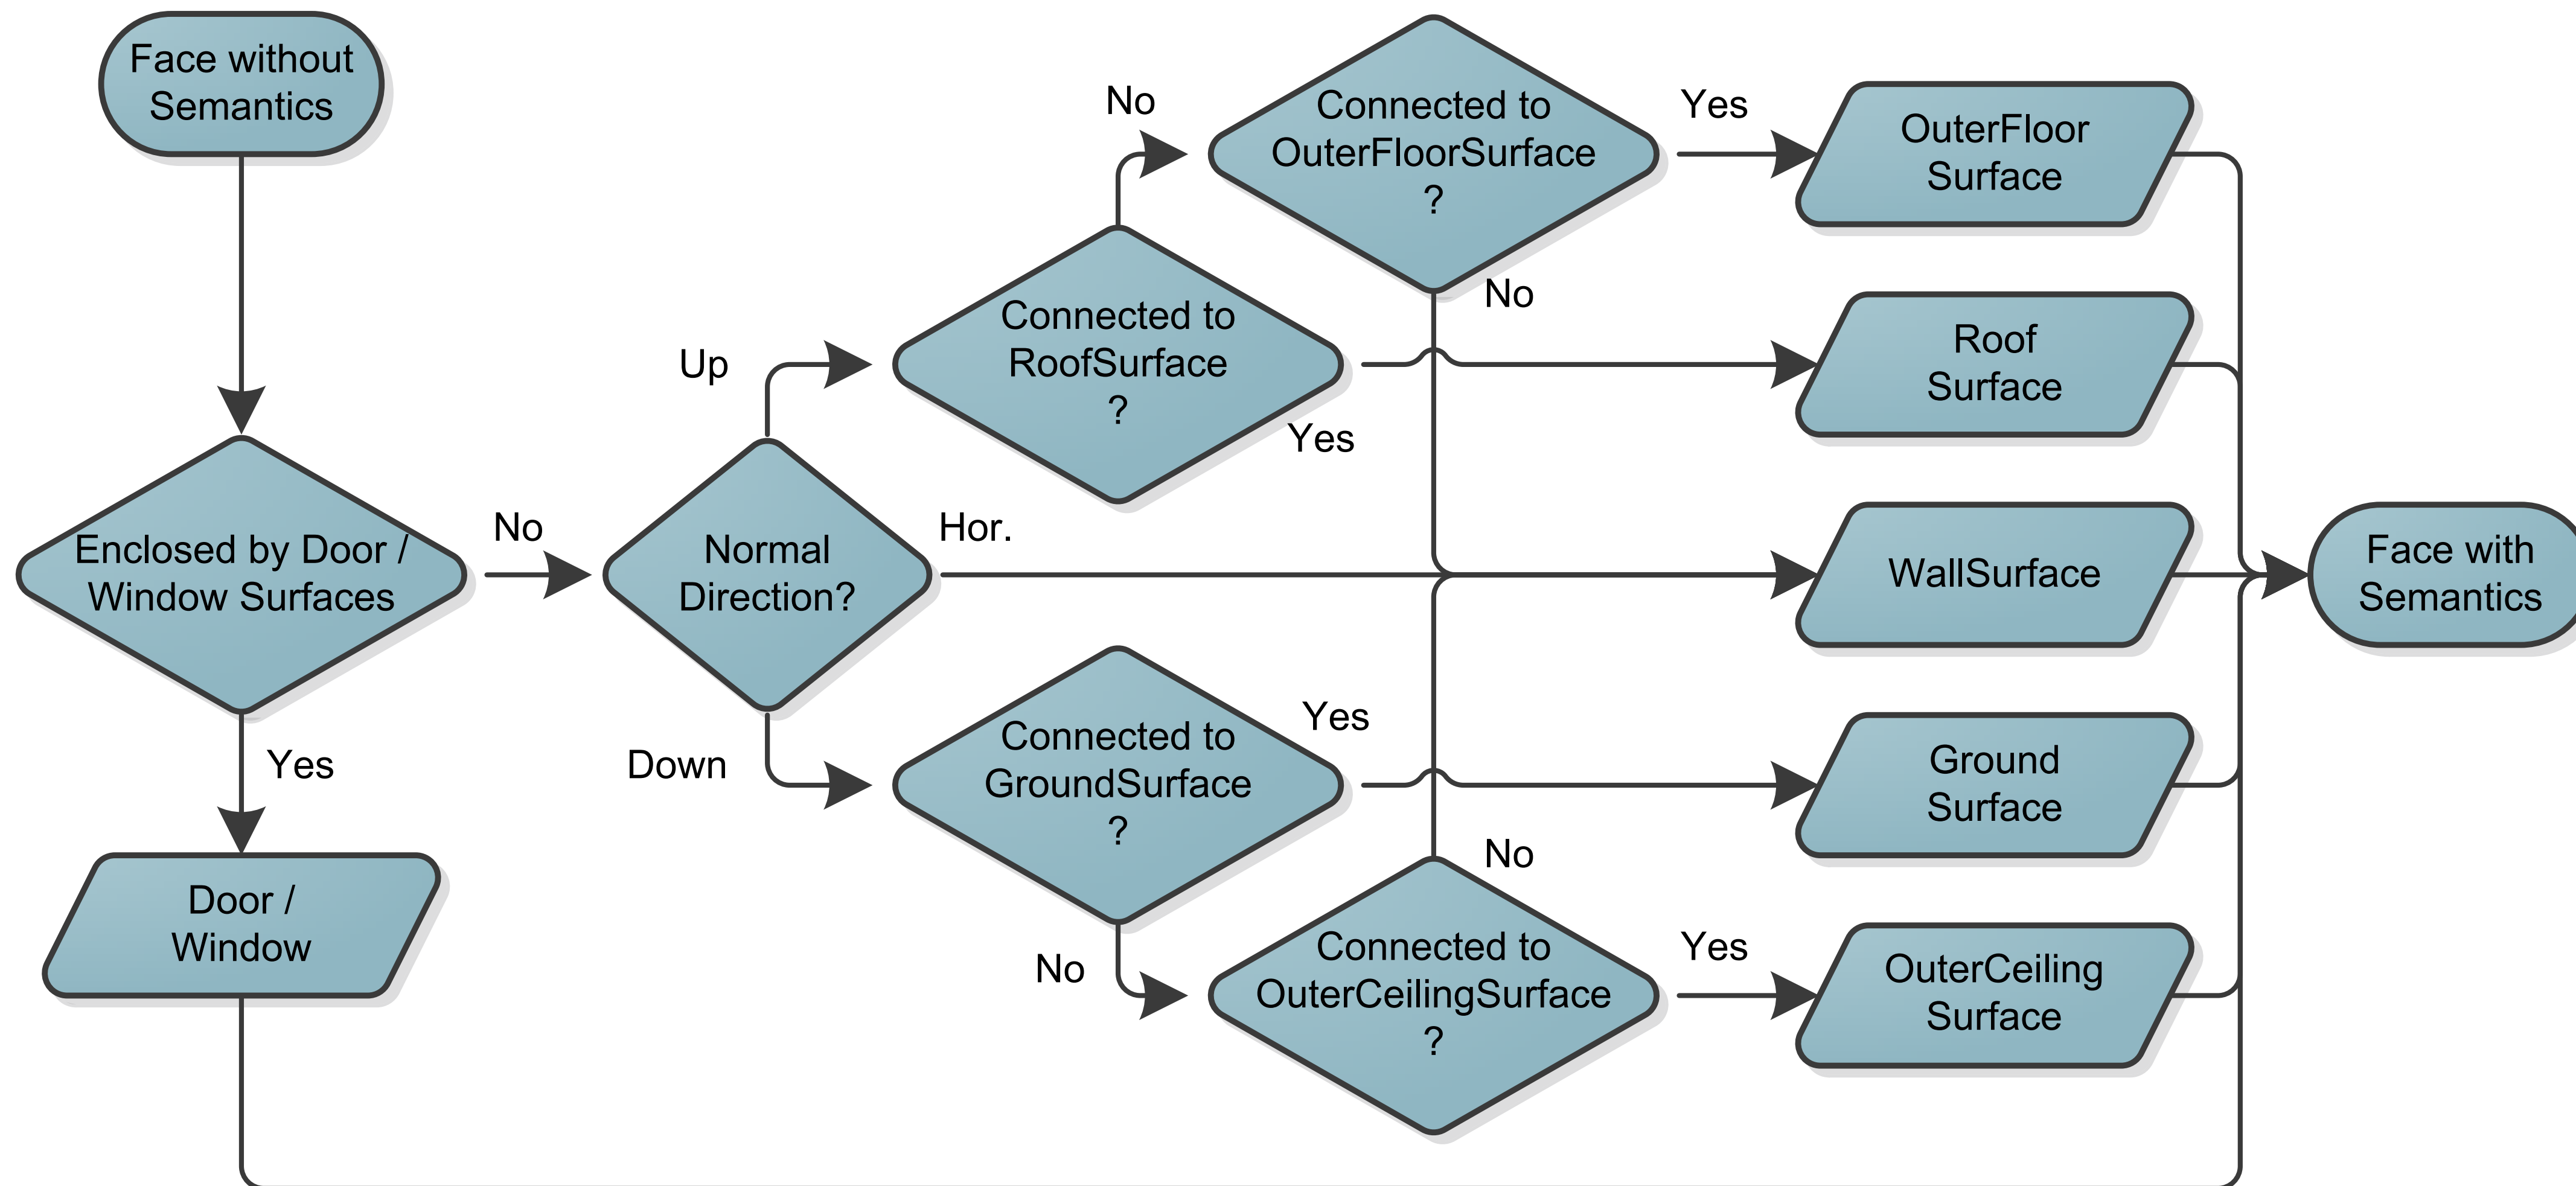 Face without
Semantics
Enclosed by Door /
Window Surfaces
Yes
Door /
Window
No
Normal
Direction?
Up
Hor.
Down
Connected to
RoofSurface
?
No
Yes
Connected to
OuterFloorSurface
?
Yes
No
Connected to
GroundSurface
?
Yes
No
Connected to
OuterCeilingSurface
?
No
Yes
OuterFloor
Surface
Roof
Surface
WallSurface
Ground
Surface
OuterCeiling
Surface
Face with
Semantics